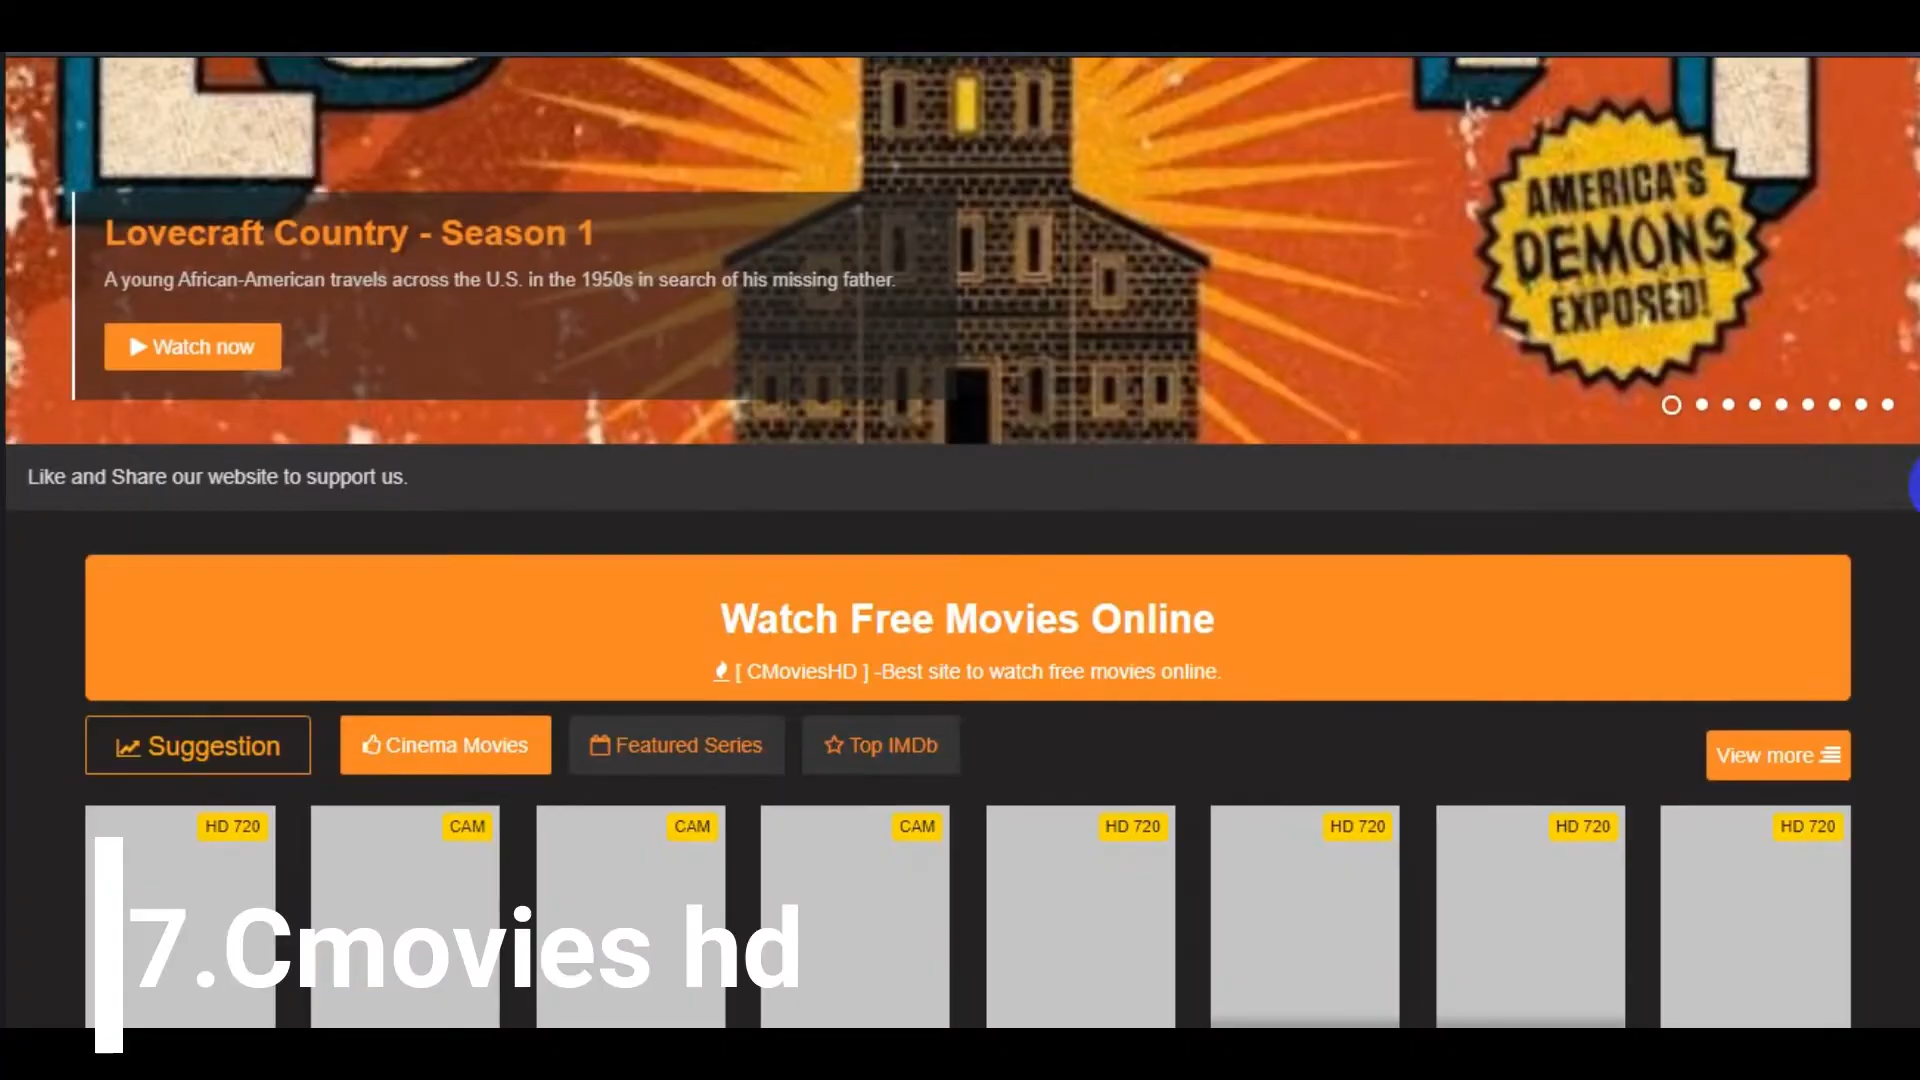 AMERICA'S
DEMONS
EXPOSED!
Lovecraft Country - Season 1
A young African-American travels across the U.S. in the 1950s in search of his missing father.
Watch now
Like and Share our website to support us.
Watch Free Movies Online
[ CMoviesHD ] -Best site to watch free movies online.
Suggestion Cinema Movies Featured Series Top IMDb View more
HD 720 CAM CAM CAM HD 720 HD 720 HD 720 HD 720
7.Cmovies hd